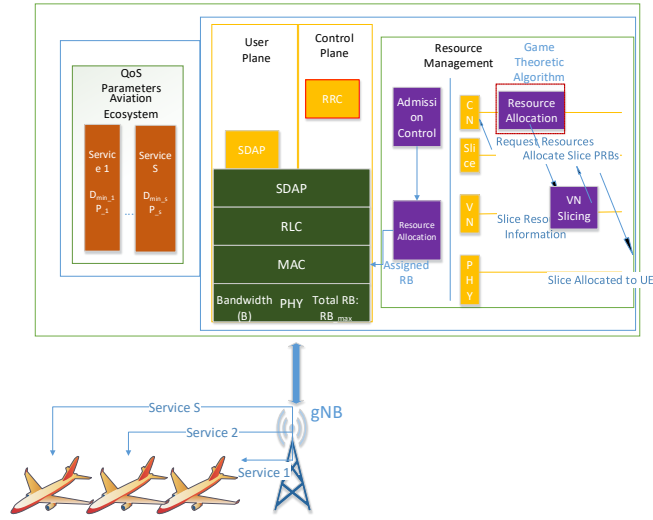 User
Plane
Control
Plane
Resource
Management
Game
Theoretic
Algorithm
QoS
Parameters
Aviation
Ecosystem
Servic
e 1
D_min_1
P_1
...
Service
S
D_min_s
P_s
RRC
SDAP
SDAP
RLC
MAC
Bandwidth
(B)
PHY
Total RB:
RB_max
Admissi
on
Control
Resource
Allocation
Assigned
RB
C
N
Slic
e
V
N
P
H
Y
Resource
Allocation
Request Resources
Allocate Slice PRBs
VN
Slicing
Slice Resou
Information
Slice Allocated to UE
gNB
Service S
Service 2
Service 1